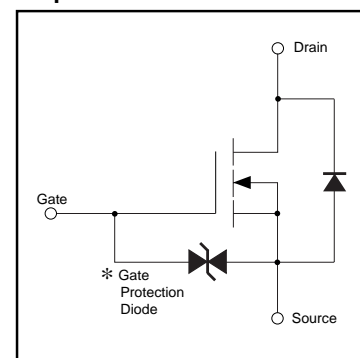 Drain
Gate
* Gate
Protection
Diode
Source